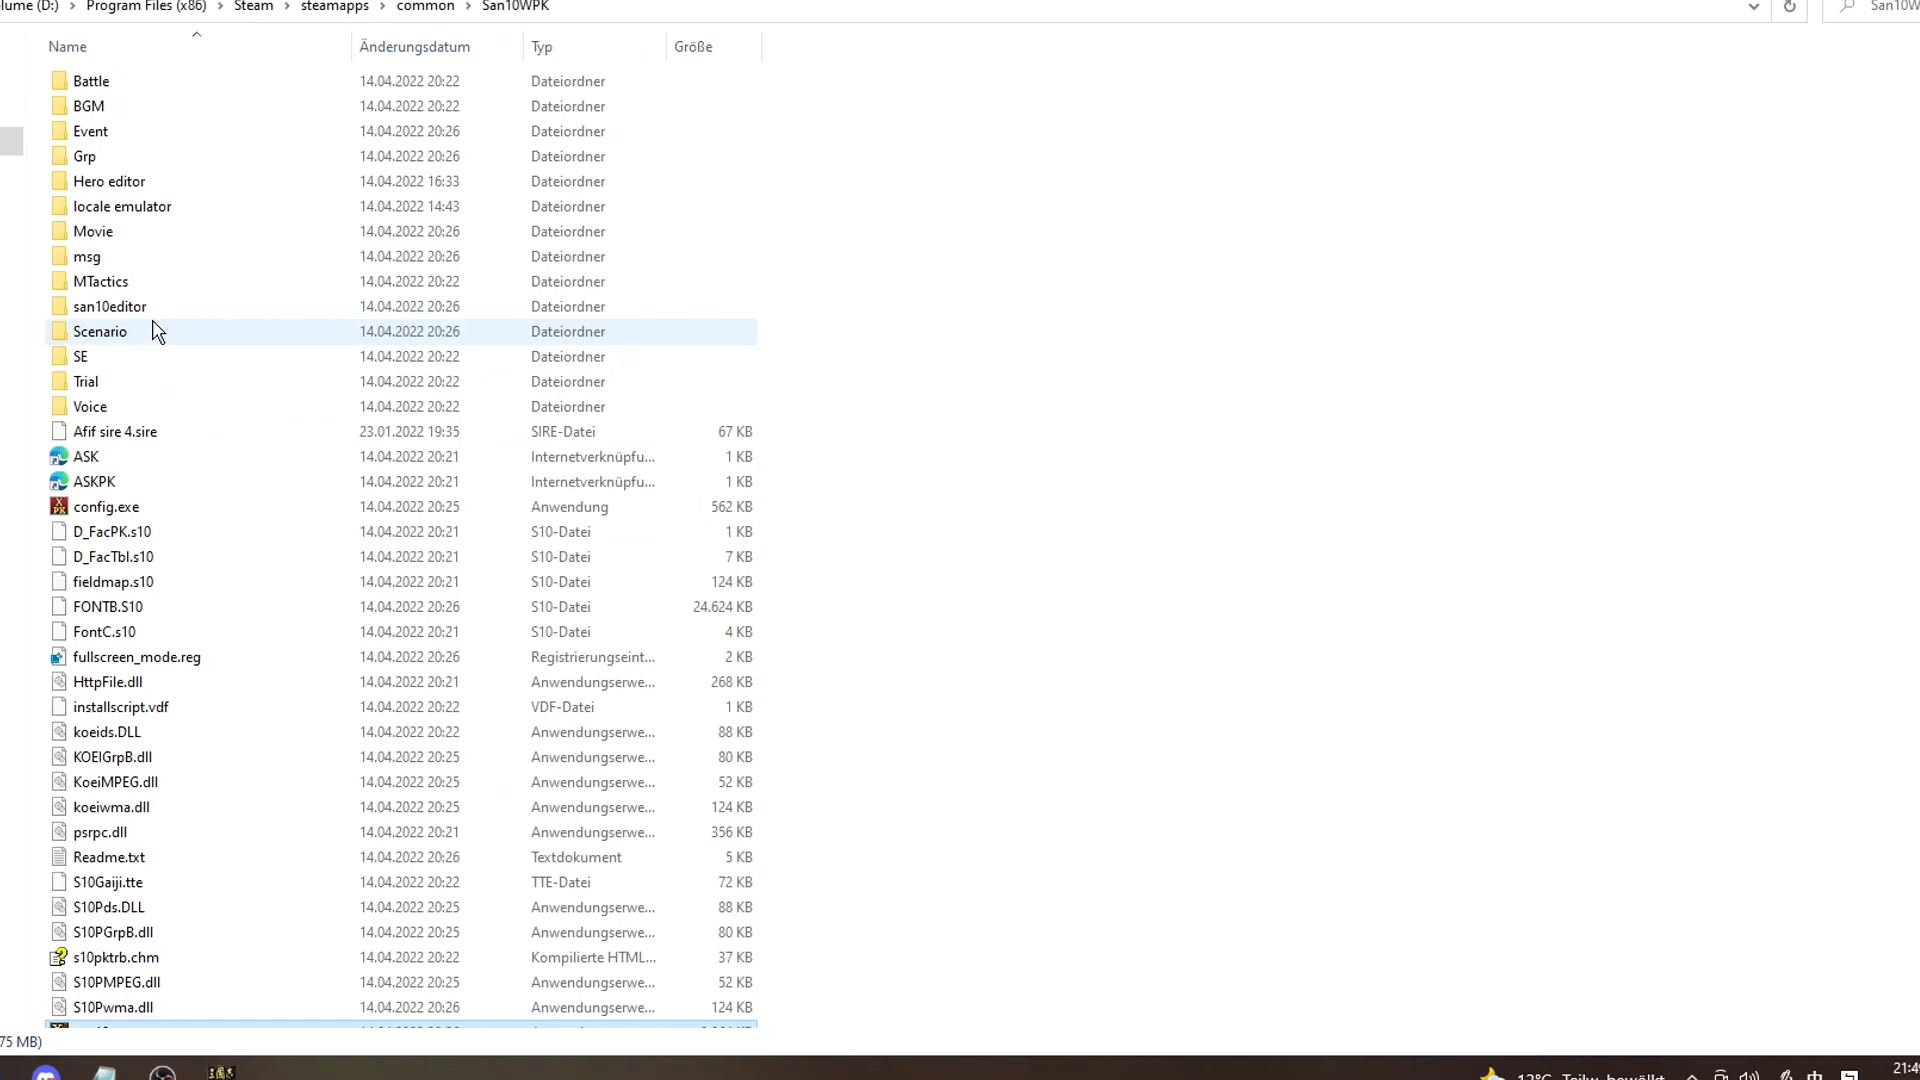 lume (D:) > Program Files (x86) > Steam > steamapps > common > San10WPK San10W
Name Änderungsdatum Typ Größe
Battle 14.04.2022 20:22 Dateiordner
BGM 14.04.2022 20:22 Dateiordner
Event 14.04.2022 20:26 Dateiordner
Grp 14.04.2022 20:26 Dateiordner
Hero editor 14.04.2022 16:33 Dateiordner
locale emulator 14.04.2022 14:43 Dateiordner
Movie 14.04.2022 20:26 Dateiordner
msg 14.04.2022 20:26 Dateiordner
MTactics 14.04.2022 20:22 Dateiordner
san10editor 14.04.2022 20:26 Dateiordner
Scenario 14.04.2022 20:26 Dateiordner
SE 14.04.2022 20:22 Dateiordner
Trial 14.04.2022 20:22 Dateiordner
Voice 14.04.2022 20:22 Dateiordner
Afif sire 4.sire 23.01.2022 19:35 SIRE-Datei 67 KB
ASK 14.04.2022 20:21 Internetverknüpfu... 1 KB
ASKPK 14.04.2022 20:21 Internetverknüpfu... 1 KB
config.exe 14.04.2022 20:25 Anwendung 562 KB
D_FacPK.s10 14.04.2022 20:21 S10-Datei 1 KB
D_FacTbl.s10 14.04.2022 20:21 S10-Datei 7 KB
fieldmap.s10 14.04.2022 20:21 S10-Datei 124 KB
FONTB.S10 14.04.2022 20:26 S10-Datei 24.624 KB
FontC.s10 14.04.2022 20:21 S10-Datei 4 KB
fullscreen_mode.reg 14.04.2022 20:26 Registrierungseint... 2 KB
HttpFile.dll 14.04.2022 20:21 Anwendungserwe... 268 KB
installscript.vdf 14.04.2022 20:22 VDF-Datei 1 KB
koeids.DLL 14.04.2022 20:22 Anwendungserwe... 88 KB
KOEIGrpB.dll 14.04.2022 20:25 Anwendungserwe... 80 KB
KoeiMPEG.dll 14.04.2022 20:25 Anwendungserwe... 52 KB
koeiwma.dll 14.04.2022 20:25 Anwendungserwe... 124 KB
psrpc.dll 14.04.2022 20:21 Anwendungserwe... 356 KB
Readme.txt 14.04.2022 20:26 Textdokument 5 KB
S10Gaiji.tte 14.04.2022 20:22 TTE-Datei 72 KB
S10Pds.DLL 14.04.2022 20:25 Anwendungserwe... 88 KB
S10PGrpB.dll 14.04.2022 20:25 Anwendungserwe... 80 KB
s10pktrb.chm 14.04.2022 20:22 Kompilierte HTML... 37 KB
S10PMPEG.dll 14.04.2022 20:25 Anwendungserwe... 52 KB
S10Pwma.dll 14.04.2022 20:26 Anwendungserwe... 124 KB
75 MB)
12°C Teilw. bewölkt 中 21:4